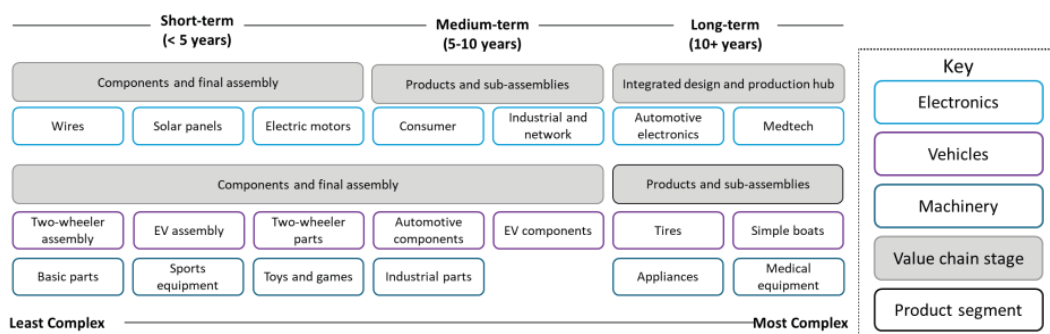 Short-term
(< 5 years)
Medium-term
(5-10 years)
Long-term
(10+ years)
Components and final assembly
Products and sub-assemblies
Integrated design and production hub
Wires
Solar panels
Electric motors
Consumer
Industrial and
network
Automotive
electronics
Medtech
Components and final assembly
Products and sub-assemblies
Two-wheeler
assembly
EV assembly
Two-wheeler
parts
Automotive
components
EV components
Tires
Simple boats
Basic parts
Sports
equipment
Toys and games
Industrial parts
Appliances
Medical
equipment
Least Complex
Most Complex
Key
Electronics
Vehicles
Machinery
Value chain stage
Product segment